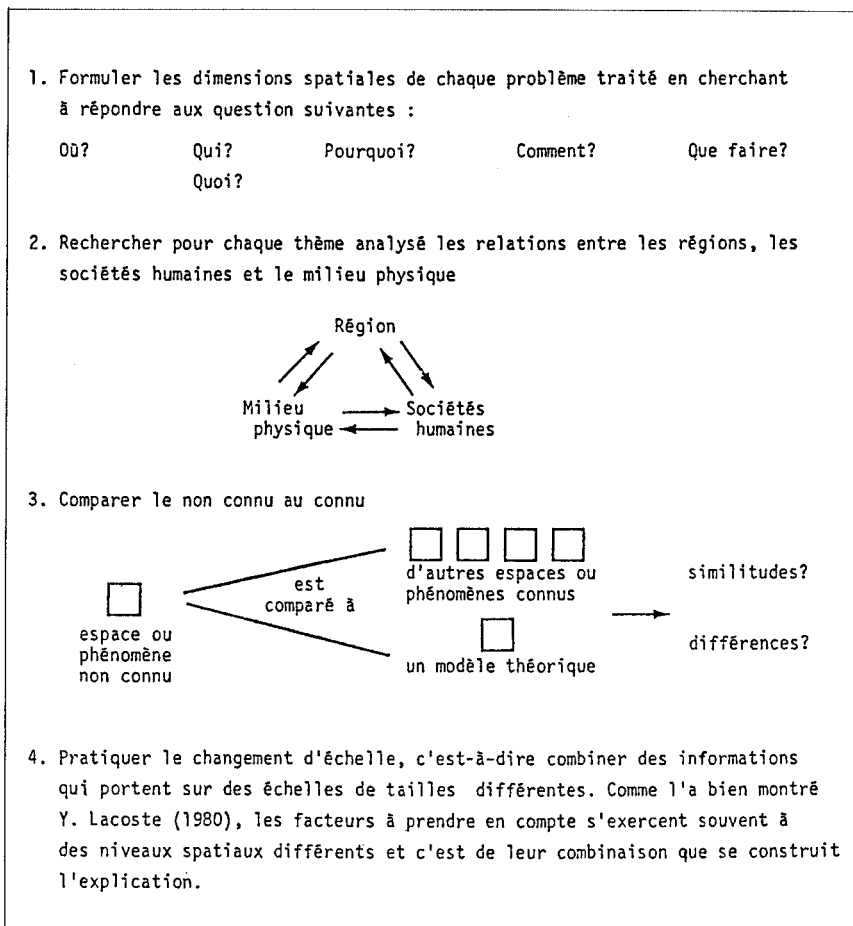 1. Formuler les dimensions spatiales de chaque problème traité en cherchant
à répondre aux question suivantes :
Où? Qui? Pourquoi? Comment? Que faire?
Quoi?
2. Rechercher pour chaque thème analysé les relations entre les régions, les
sociétés humaines et le milieu physique
Région
Milieu Sociétés
physique humaines
3. Comparer le non connu au connu
est
comparé à
espace ou
phénomène
non connu
d'autres espaces ou
phénomènes connus
un modèle théorique
similitudes?
différences?
4. Pratiquer le changement d'échelle, c'est-à-dire combiner des informations
qui portent sur des échelles de tailles différentes. Comme l'a bien montré
Y. Lacoste (1980), les facteurs à prendre en compte s'exercent souvent à
des niveaux spatiaux différents et c'est de leur combinaison que se construit
l'explication.